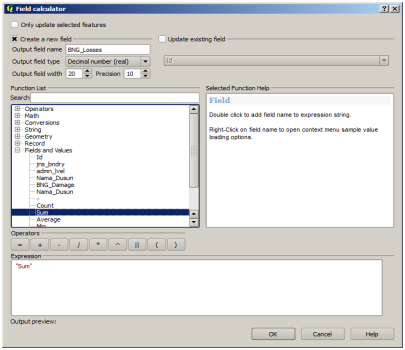 Field calculator
Only update selected features
Create a new field
Update existing field
Output field name BNG_Losses
Output field type Decimal number (real)
Id
Output field width 20 Precision 10
Function List
Selected Function Help
Search
Operators
Math
Conversions
String
Geometry
Record
Fields and Values
Id
jns_bndry
admn_lvel
Nama_Dusun
BNG_Damage
Nama_Dusun
-
Count
Sum
Average
Min
Field
Double click to add field name to expression string.
Right-Click on field name to open context menu sample value
loading options.
Operators
= + - / * ^ || ( )
Expression
"Sum"
Output preview:
OK Cancel Help